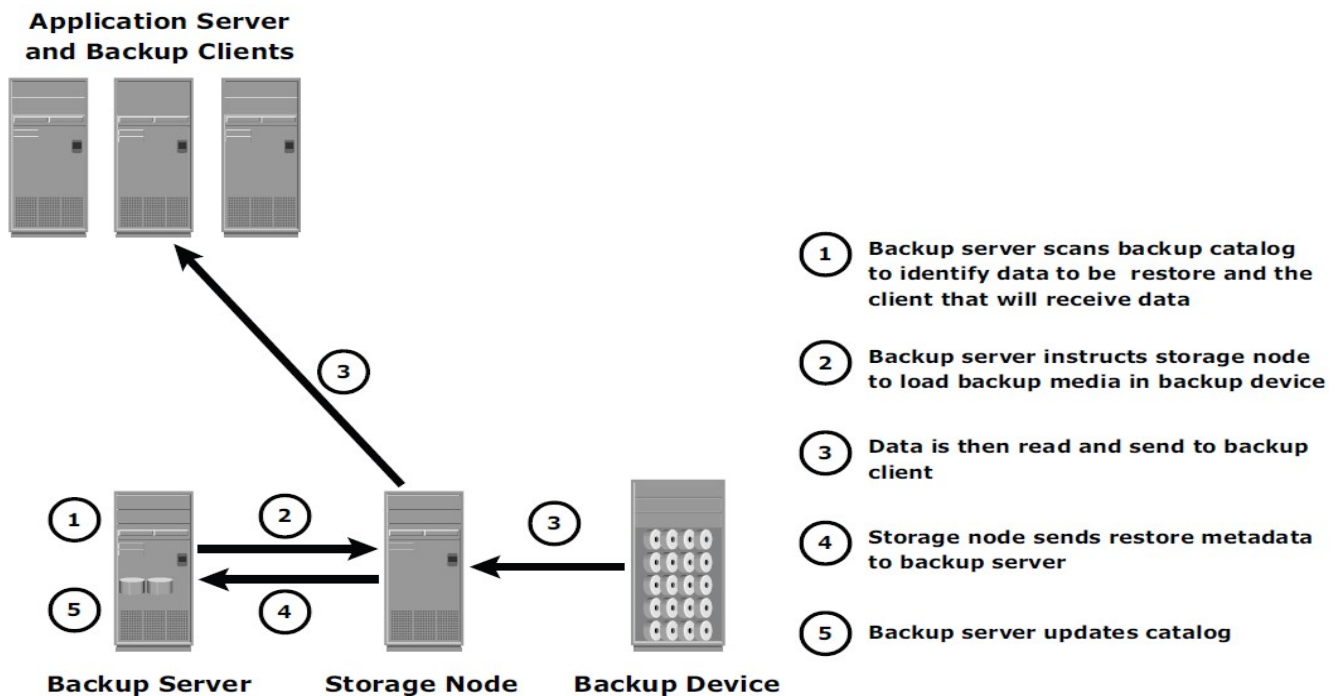 Application Server
and Backup Clients
1
Backup server scans backup catalog
to identify data to be  restore and the
client that will receive data
2
Backup server instructs storage node
to load backup media in backup device
3
Data is then read and send to backup
client
4
Storage node sends restore metadata
to backup server
5
Backup server updates catalog
3
1
2
3
5
4
Backup Server
Storage Node
Backup Device